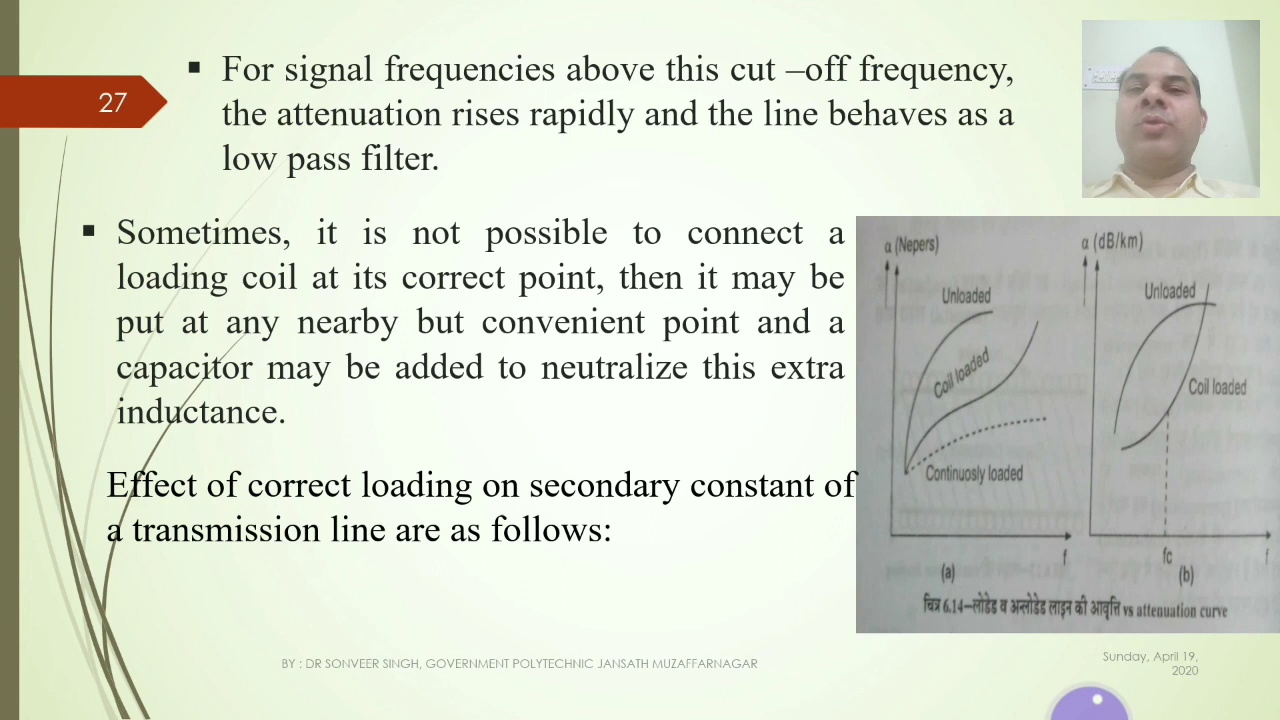 27
▪ For signal frequencies above this cut –off frequency,
the attenuation rises rapidly and the line behaves as a
low pass filter.
▪ Sometimes, it is not possible to connect a
loading coil at its correct point, then it may be
put at any nearby but convenient point and a
capacitor may be added to neutralize this extra
inductance.
Effect of correct loading on secondary constant of
a transmission line are as follows:
α (Nepers)
Unloaded
Coil loaded
Continuosly loaded
f
(a)
α (dB/km)
Unloaded
Coil loaded
fc
f
(b)
चित्र 6.14–लोडेड व अन्लोडेड लाइन की आवृत्ति vs attenuation curve
BY : DR SONVEER SINGH, GOVERNMENT POLYTECHNIC JANSATH MUZAFFARNAGAR
Sunday, April 19,
2020